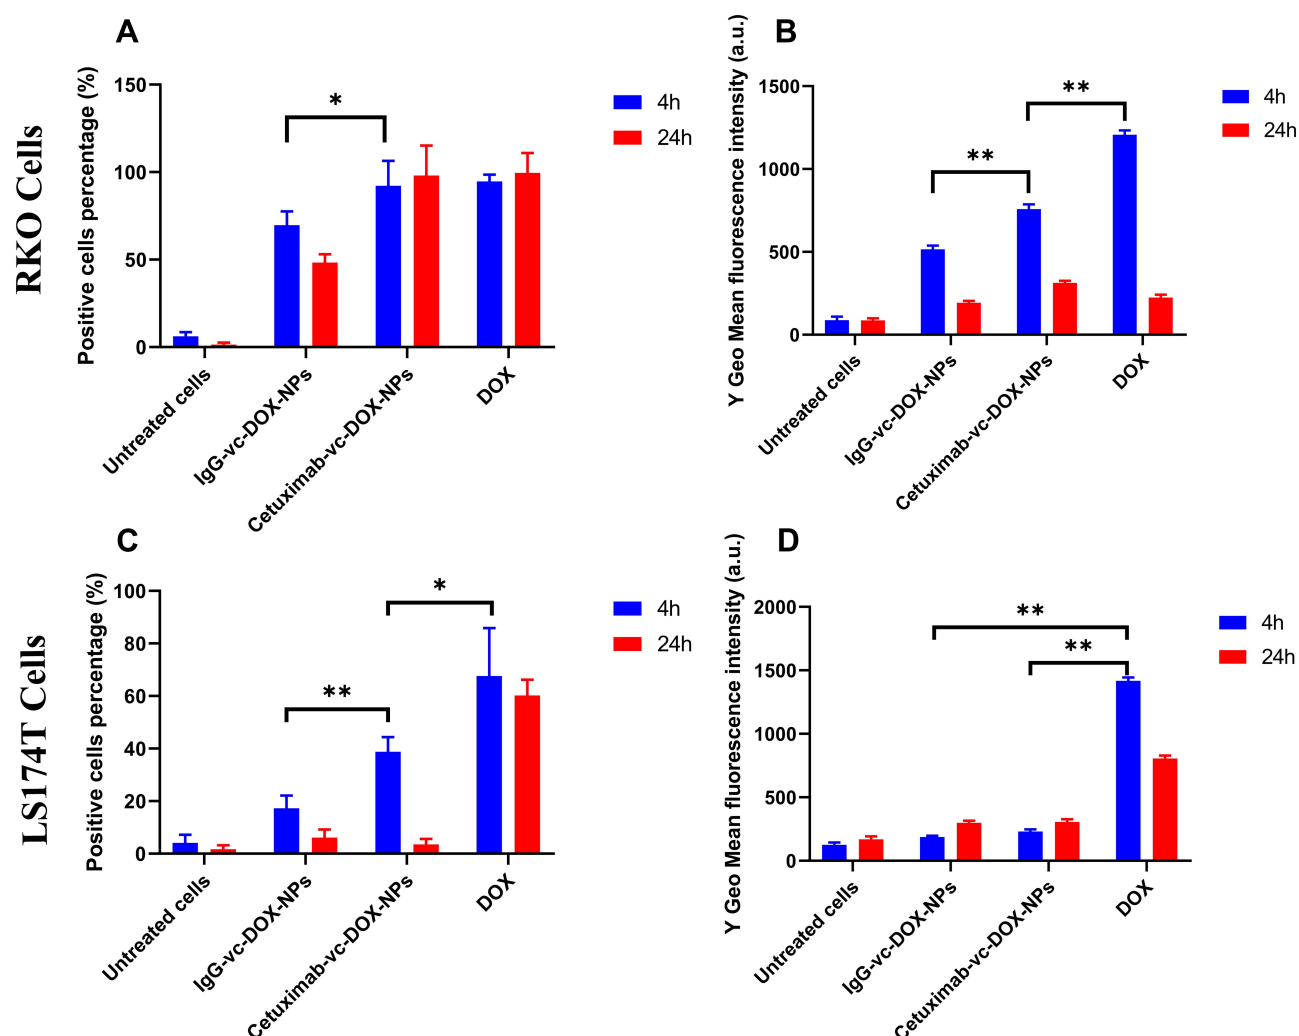 A
RKO Cells
Positive cells percentage (%)
150
100
50
0
*
4h
24h
Untreated cells
IgG-vc-DOX-NPs
Cetuximab-vc-DOX-NPs
DOX
B
Y Geo Mean fluorescence intensity (a.u.)
1500
1000
500
0
**
**
4h
24h
Untreated cells
IgG-vc-DOX-NPs
Cetuximab-vc-DOX-NPs
DOX
C
LS174T Cells
Positive cells percentage (%)
100
80
60
40
20
0
**
*
4h
24h
Untreated cells
IgG-vc-DOX-NPs
Cetuximab-vc-DOX-NPs
DOX
D
Y Geo Mean fluorescence intensity (a.u.)
2000
1500
1000
500
0
**
**
4h
24h
Untreated cells
IgG-vc-DOX-NPs
Cetuximab-vc-DOX-NPs
DOX